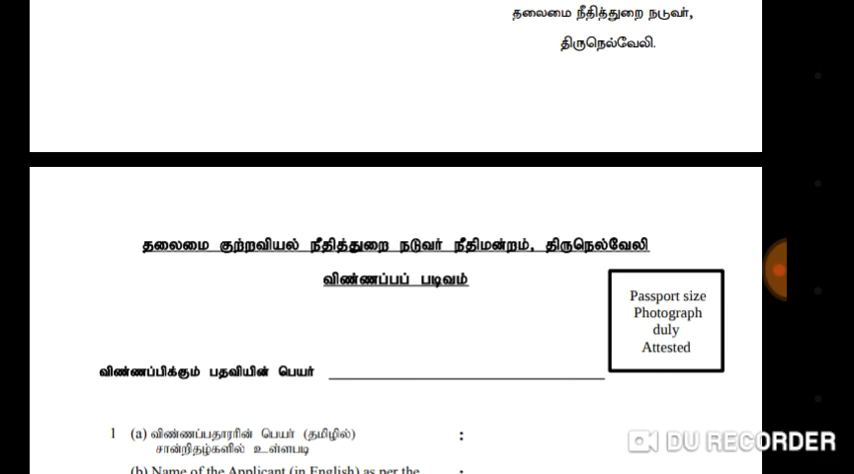 தலைமை நீதித்துறை நடுவர்,
திருநெல்வேலி.
தலைமை குற்றவியல் நீதித்துறை நடுவர் நீதிமன்றம், திருநெல்வேலி
விண்ணப்பப் படிவம்
Passport size
Photograph
duly
Attested
விண்ணப்பிக்கும் பதவியின் பெயர்
1 (a) விண்ணப்பதாரரின் பெயர் (தமிழில்) :
சான்றிதழ்களில் உள்ளபடி
(b) Name of the Applicant (in English) as per the :
DU RECORDER